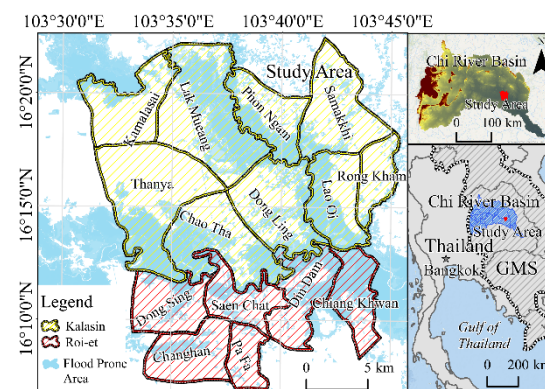 103°30'0"E 103°35'0"E 103°40'0"E 103°45'0"E
16°20'0"N
16°15'0"N
16°10'0"N
Study Area
Kamalasai
Lak Mueang
Phon Ngam
Samakkhi
Thanya
Dong Ling
Lao Oi
Rong Kham
Chao Tha
Dong Sing
Saen Chat
Din Dam
Chiang Khwan
Changhan
Pa Fa
Legend
Kalasin
Roi-et
Flood Prone
Area
0 5 km
Chi River Basin
Study Area
0 100 km
Chi River Basin
Study Area
Thailand
Bangkok
GMS
Gulf of
Thailand
0 200 km